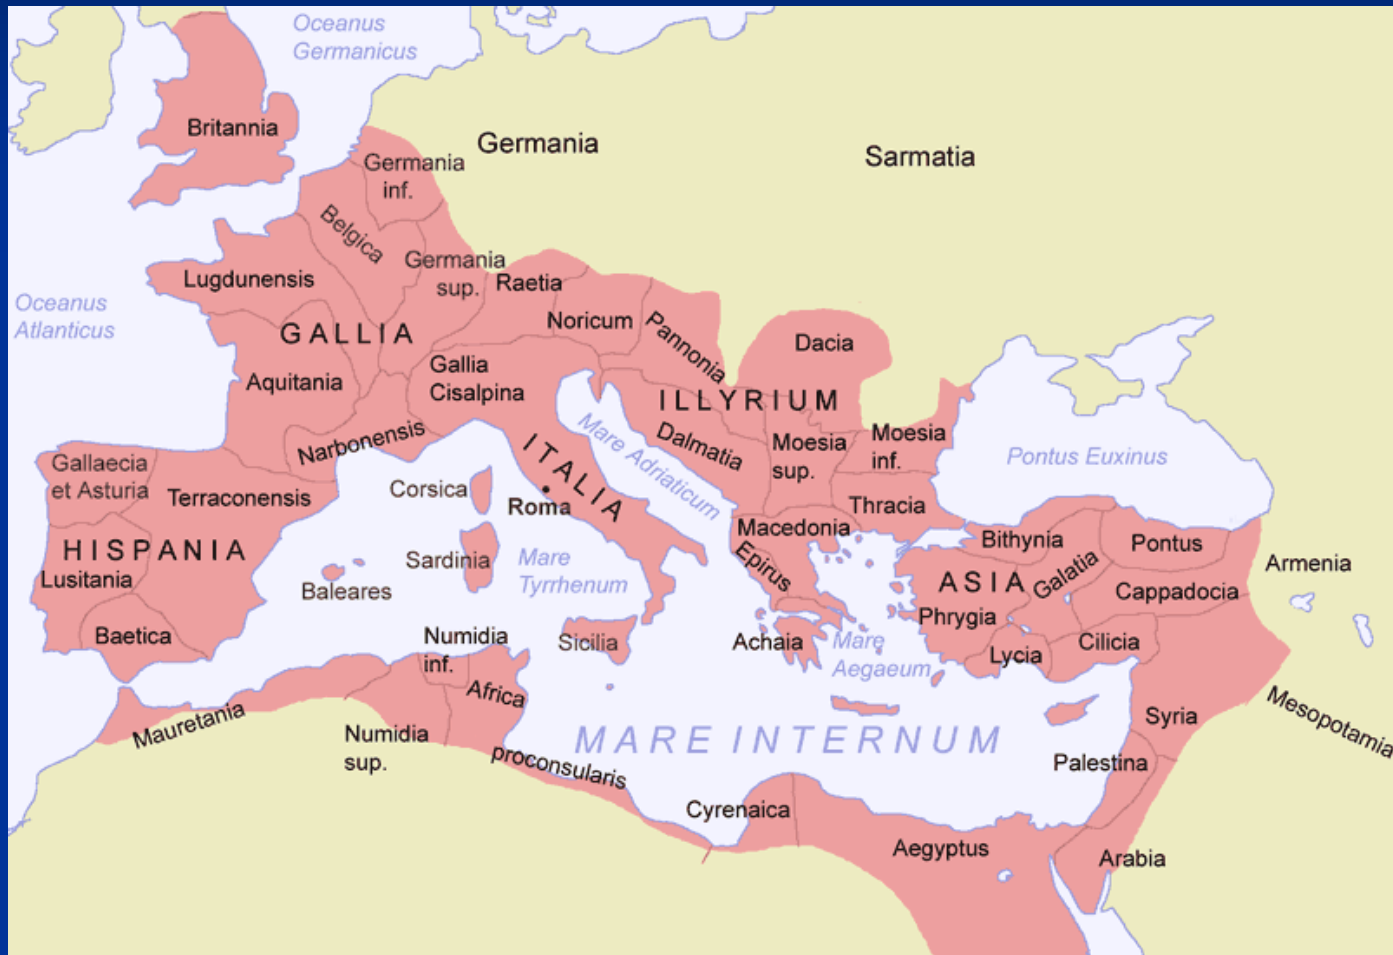 Oceanus
Germanicus
Britannia
Germania
Sarmatia
Germania
inf.
Belgica
Germania
sup.
Lugdunensis
Raetia
Oceanus
Atlanticus
GALLIA
Noricum
Pannonia
Dacia
Gallia
Cisalpina
Aquitania
ILLYRIUM
Narbonensis
ITALIA
Mare Adriaticum
Dalmatia
Moesia
sup.
Moesia
inf.
Pontus Euxinus
Gallaecia
et Asturia
Terraconensis
Corsica
Roma
Thracia
Macedonia
HISPANIA
Lusitania
Sardinia
Mare
Tyrrhenum
Epirus
Bithynia
Pontus
Armenia
ASIA
Galatia
Cappadocia
Baleares
Phrygia
Baetica
Numidia
inf.
Sicilia
Achaia
Mare
Aegaeum
Lycia
Cilicia
Africa
Mauretania
Numidia
sup.
MARE INTERNUM
Syria
Mesopotamia
proconsularis
Palestina
Cyrenaica
Aegyptus
Arabia